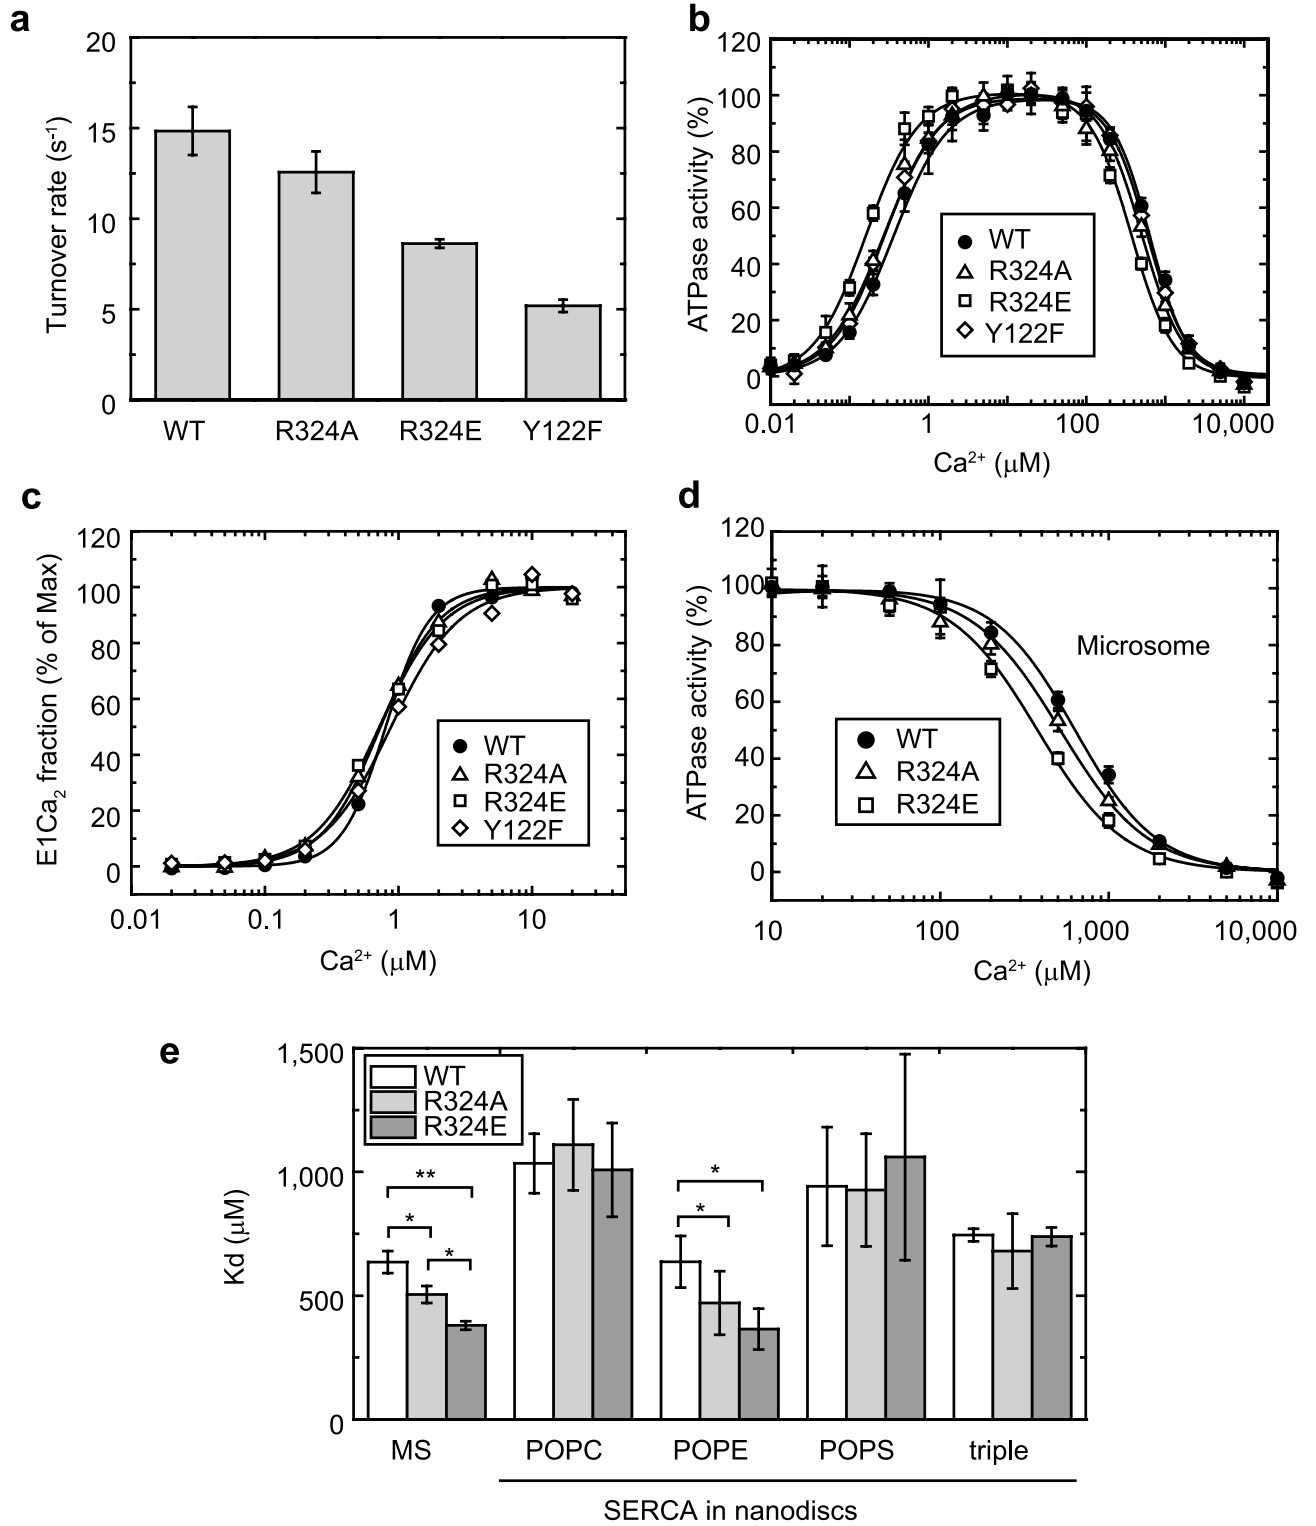 a
20
15
10
5
0
Turnover rate (s⁻¹)
WT R324A R324E Y122F
b
120
100
80
60
40
20
0
ATPase activity (%)
WT
R324A
R324E
Y122F
0.01 1 100 10,000
Ca²⁺ (μM)
c
120
100
80
60
40
20
0
E1Ca₂ fraction (% of Max)
WT
R324A
R324E
Y122F
0.01 0.1 1 10
Ca²⁺ (μM)
d
120
100
80
60
40
20
0
ATPase activity (%)
Microsome
WT
R324A
R324E
10 100 1,000 10,000
Ca²⁺ (μM)
e
1,500
1,000
500
0
Kd (μM)
WT
R324A
R324E
**
*
*
*
*
MS POPC POPE POPS triple
SERCA in nanodiscs